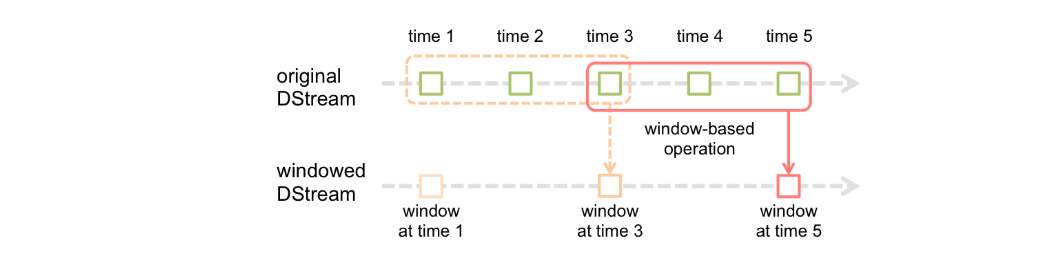 time 1 time 2 time 3 time 4 time 5
original
DStream
window-based
operation
windowed
DStream
window
at time 1
window
at time 3
window
at time 5